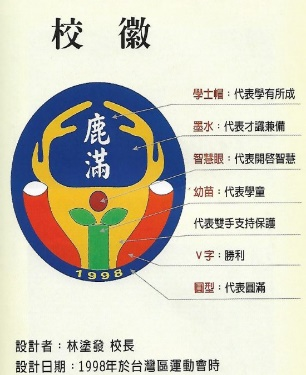 校徽
鹿滿
1998
學士帽：代表學有所成
墨水：代表才識兼備
智慧眼：代表開啓智慧
幼苗：代表學童
代表雙手支持保護
V字：勝利
圓型：代表圓滿
設計者：林塗發 校長
設計日期：1998年於台灣區運動會時